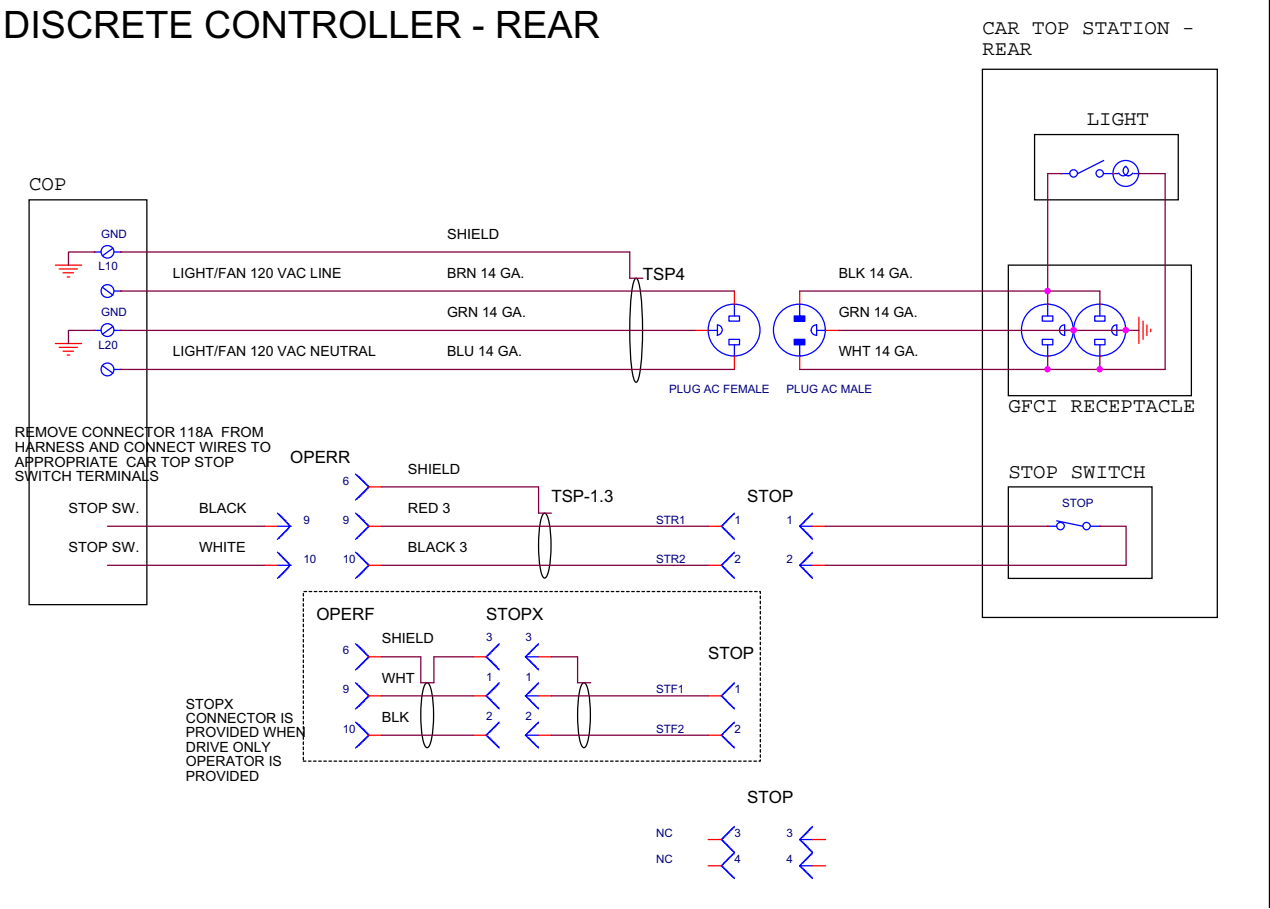 DISCRETE CONTROLLER - REAR
CAR TOP STATION -
REAR
LIGHT
COP
GND
SHIELD
L10
LIGHT/FAN 120 VAC LINE
BRN 14 GA.
TSP4
BLK 14 GA.
GND
GRN 14 GA.
GRN 14 GA.
L20
LIGHT/FAN 120 VAC NEUTRAL
BLU 14 GA.
WHT 14 GA.
PLUG AC FEMALE
PLUG AC MALE
GFCI RECEPTACLE
REMOVE CONNECTOR 118A FROM
HARNESS AND CONNECT WIRES TO
APPROPRIATE CAR TOP STOP
SWITCH TERMINALS
OPERR
SHIELD
6
TSP-1.3
STOP
STOP SWITCH
STOP
STOP SW.
BLACK
9
9
RED 3
STR1
1
1
STOP SW.
WHITE
10
10
BLACK 3
STR2
2
2
OPERF
STOPX
SHIELD
6
3
3
STOP
WHT
9
1
1
STF1
1
BLK
10
2
2
STF2
2
STOPX
CONNECTOR IS
PROVIDED WHEN
DRIVE ONLY
OPERATOR IS
PROVIDED
STOP
NC
3
3
NC
4
4